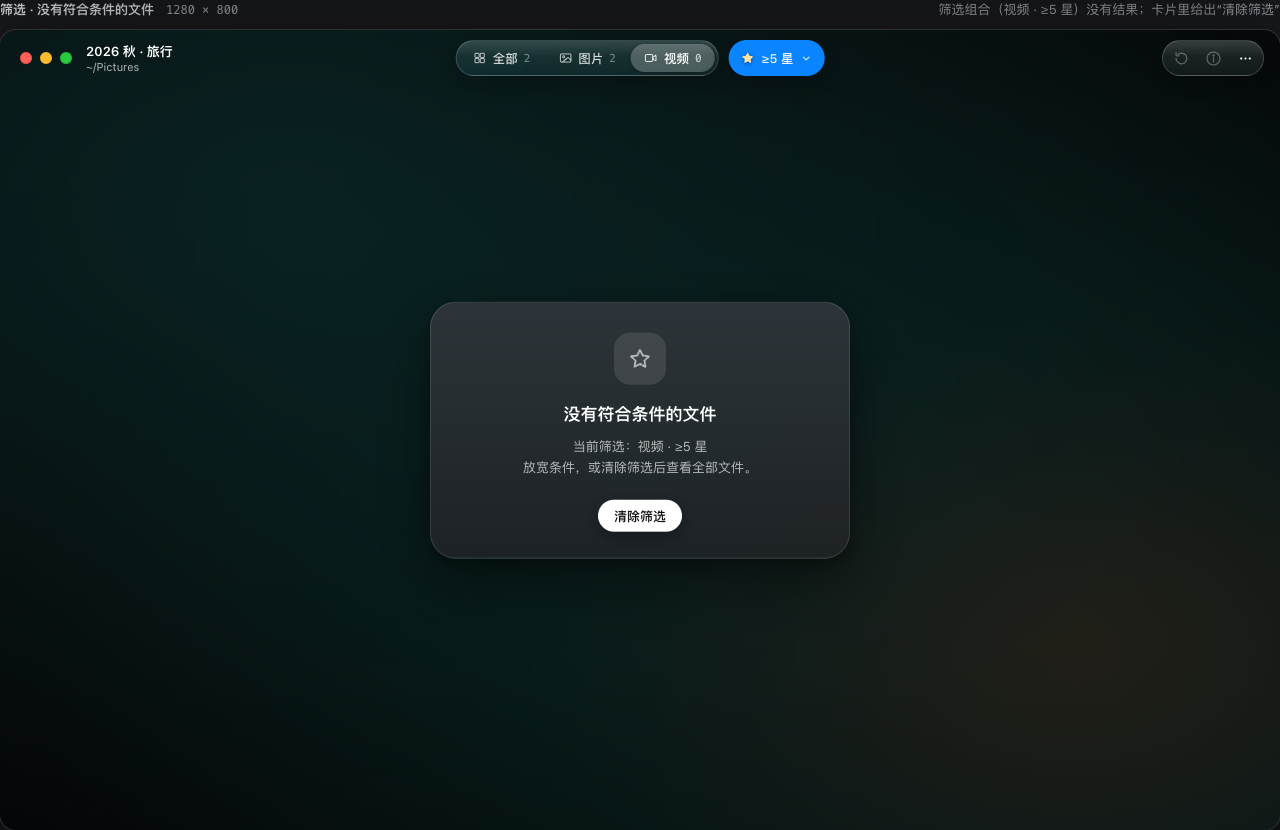 筛选 · 没有符合条件的文件 1280 × 800
筛选组合（视频 · ≥5 星）没有结果；卡片里给出“清除筛选”
2026 秋 · 旅行
~/Pictures
全部 2 图片 2 视频 0 ≥5 星
没有符合条件的文件
当前筛选：视频 · ≥5 星
放宽条件，或清除筛选后查看全部文件。
清除筛选